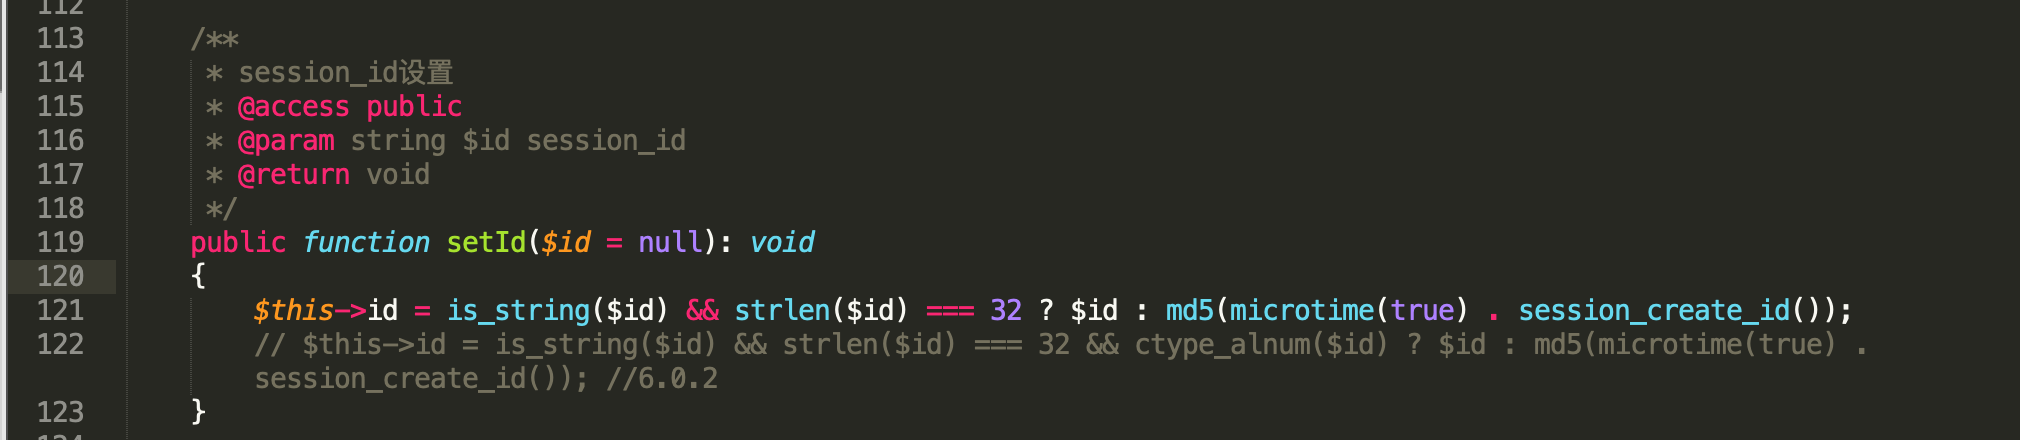 112
113 /**
114 * session_id设置
115 * @access public
116 * @param string $id session_id
117 * @return void
118 */
119 public function setId($id = null): void
120 {
121 $this->id = is_string($id) && strlen($id) === 32 ? $id : md5(microtime(true) . session_create_id());
122 // $this->id = is_string($id) && strlen($id) === 32 && ctype_alnum($id) ? $id : md5(microtime(true) .
session_create_id()); //6.0.2
123 }
124